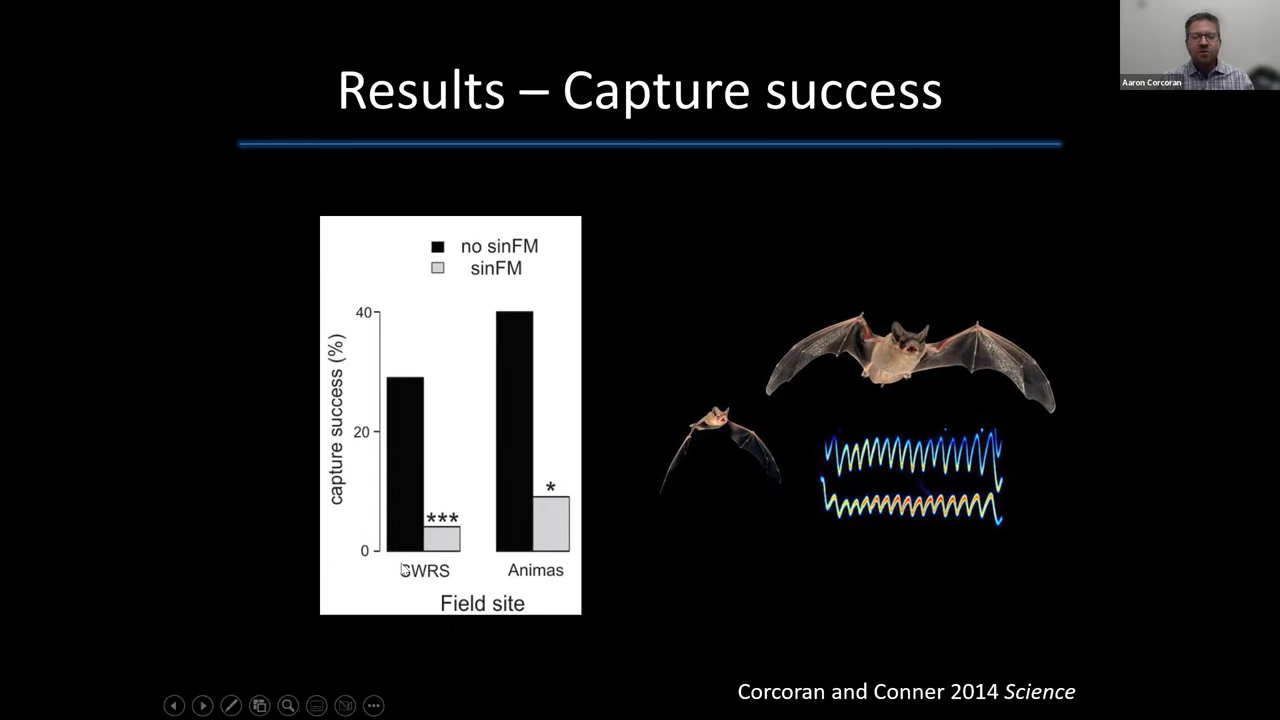 Aaron Corcoran
Results – Capture success
no sinFM
sinFM
capture success (%)
40
20
0
***
*
Animas
Field site
Corcoran and Conner 2014 Science